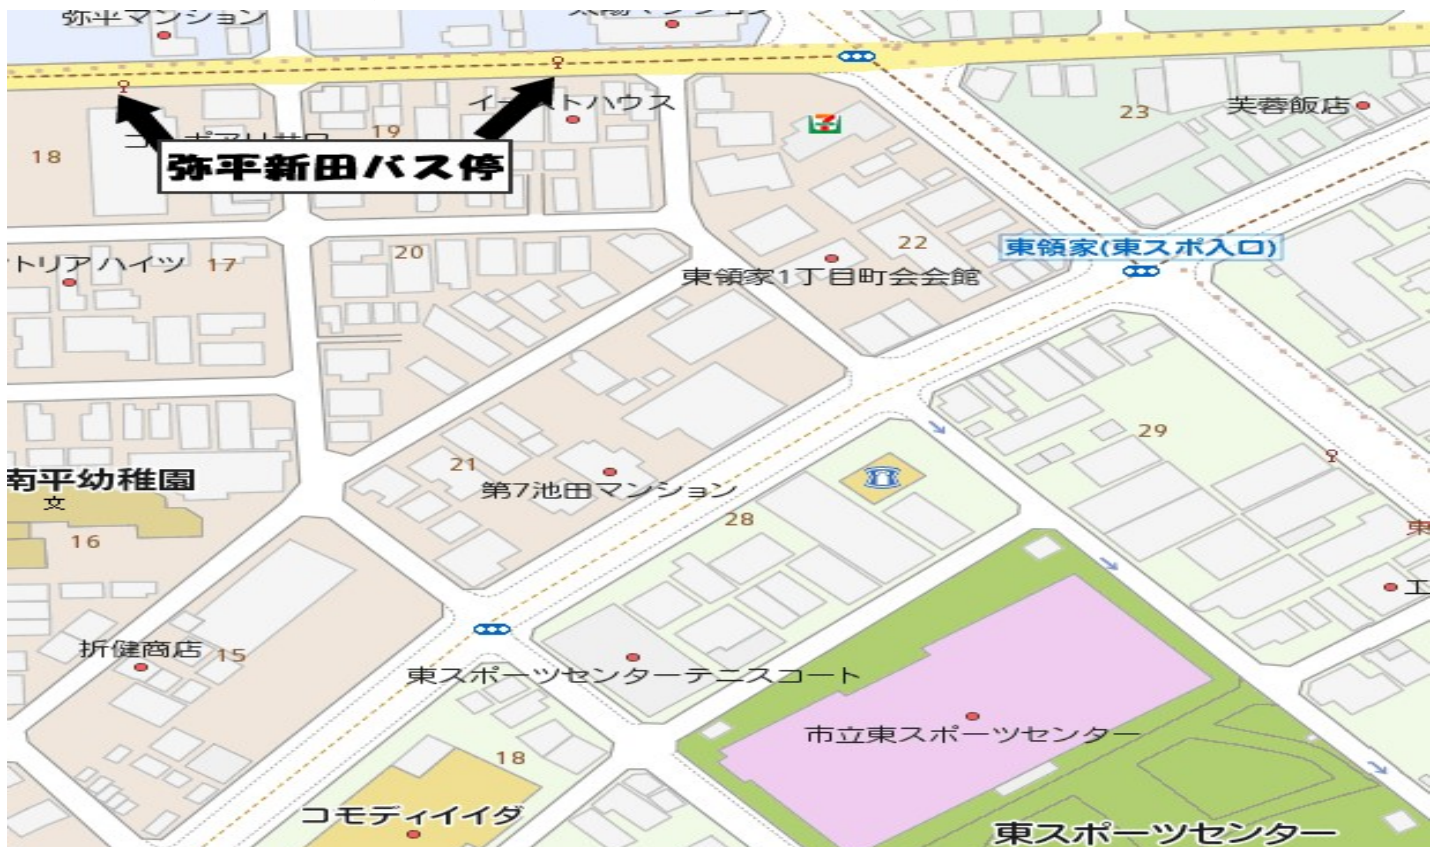 弥平マンション
イーストハウス
芙蓉飯店
23
19
18
弥平新田バス停
22
20
東領家(東スポ入口)
トリアハイツ
17
東領家1丁目町会会館
29
21
南平幼稚園
文
第7池田マンション
28
16
東
工
折健商店
15
東スポーツセンターテニスコート
市立東スポーツセンター
18
コモディイイダ
東スポーツセンター